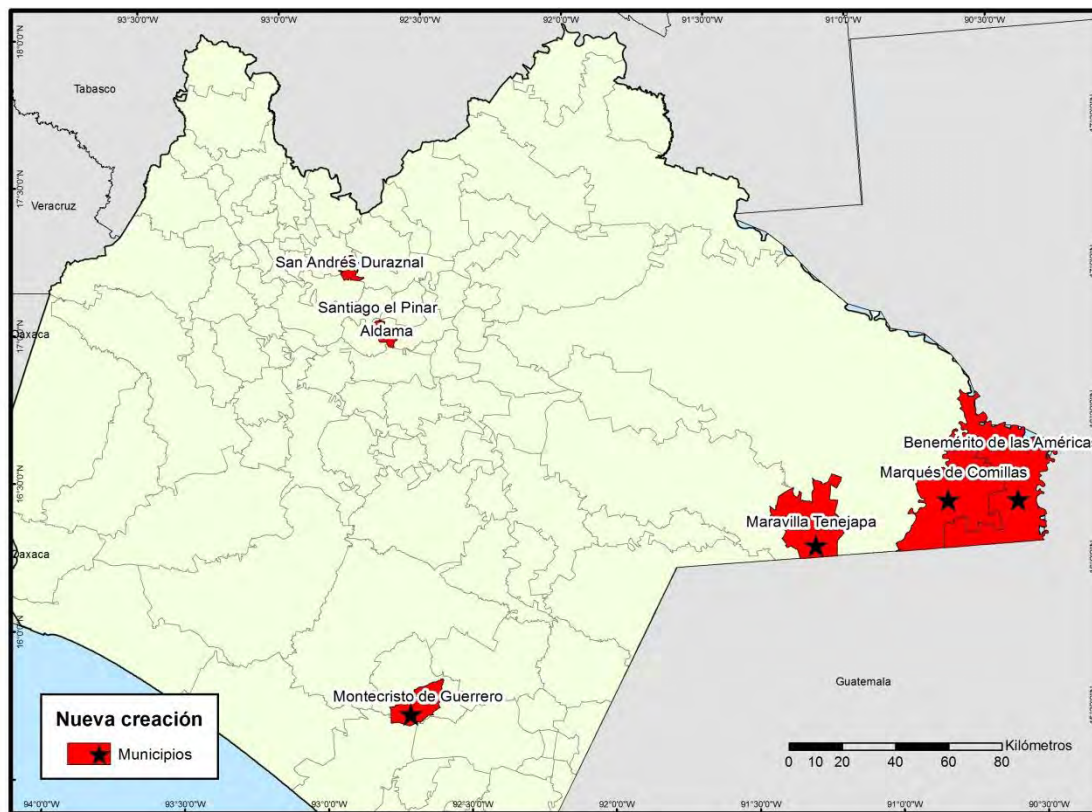 93°30'0"W
93°0'0"W
92°30'0"W
92°0'0"W
91°30'0"W
91°0'0"W
90°30'0"W
18°0'0"N
Tabasco
17°30'0"N
Veracruz
San Andrés Duraznal
Santiago el Pinar
17°0'0"N
Oaxaca
Aldama
Benemérito de las América
16°30'0"N
Marqués de Comillas
Maravilla Tenejapa
Oaxaca
16°0'0"N
Guatemala
Montecristo de Guerrero
Nueva creación
Municipios
Kilómetros
0 10 20 40 60 80
94°0'0"W
93°30'0"W
93°0'0"W
92°30'0"W
92°0'0"W
91°30'0"W
91°0'0"W
90°30'0"W